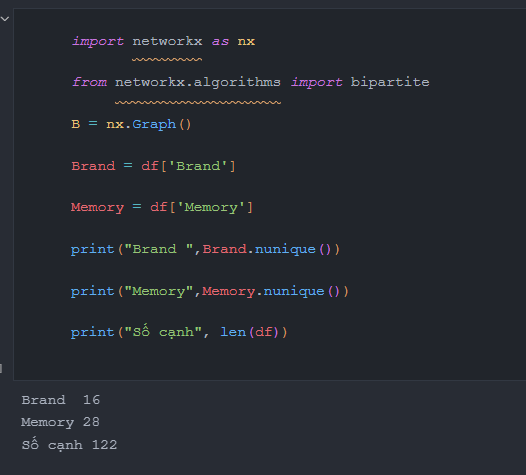 import networkx as nx
from networkx.algorithms import bipartite
B = nx.Graph()
Brand = df['Brand']
Memory = df['Memory']
print("Brand ",Brand.nunique())
print("Memory",Memory.nunique())
print("Số cạnh", len(df))
Brand  16
Memory 28
Số cạnh 122